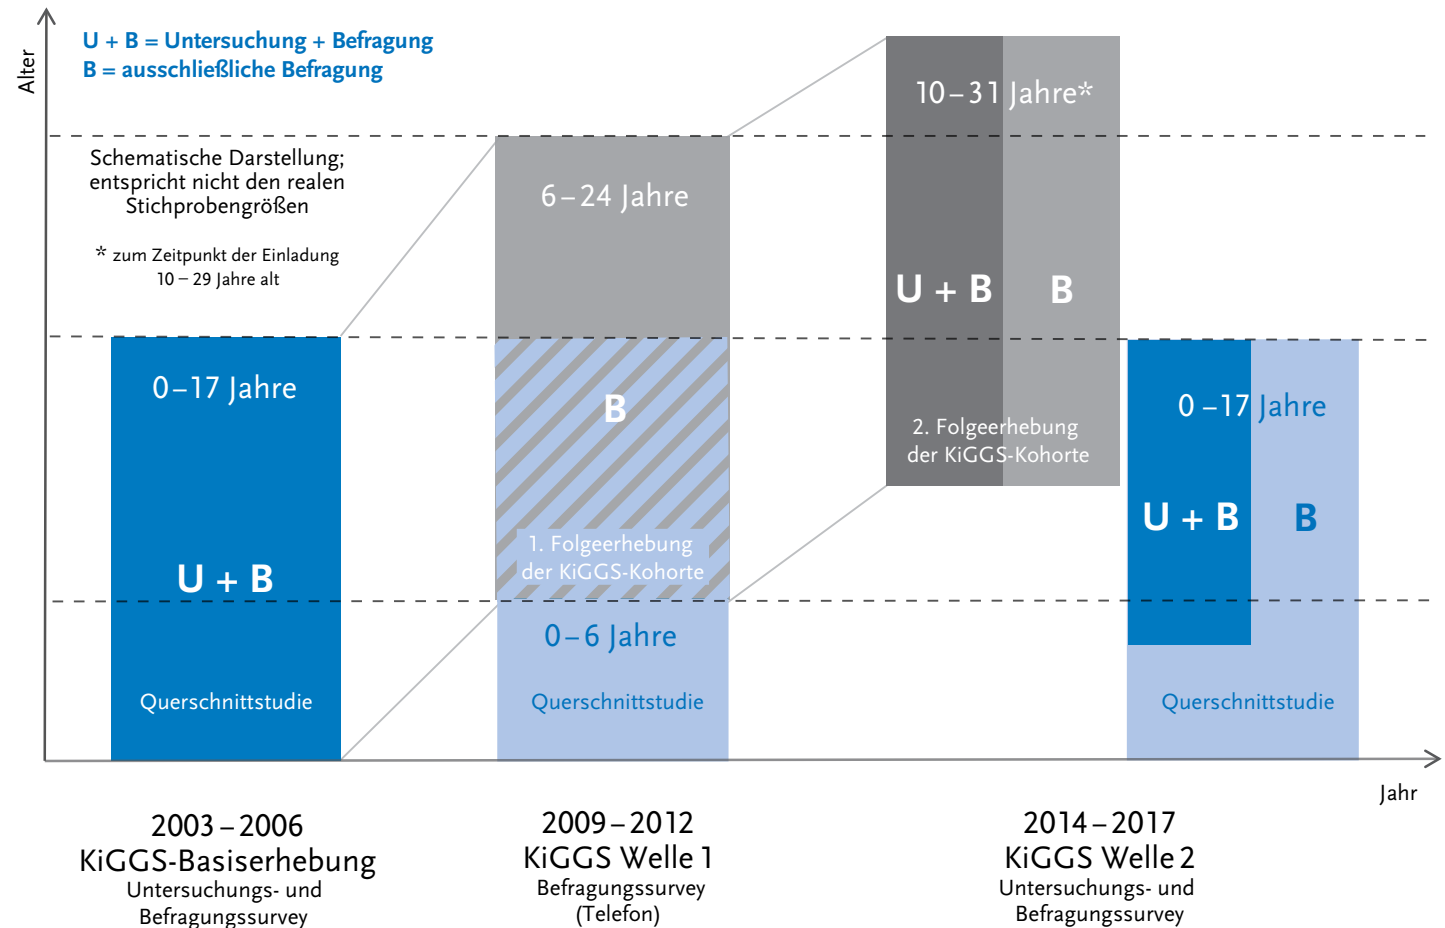 Alter
U + B = Untersuchung + Befragung
B = ausschließliche Befragung
Schematische Darstellung;
entspricht nicht den realen
Stichprobengrößen
* zum Zeitpunkt der Einladung
10 – 29 Jahre alt
0 – 17 Jahre
U + B
Querschnittstudie
6 – 24 Jahre
B
1. Folgeerhebung
der KiGGS-Kohorte
0 – 6 Jahre
Querschnittstudie
10 – 31 Jahre*
U + B
B
2. Folgeerhebung
der KiGGS-Kohorte
0 – 17 Jahre
U + B
B
Querschnittstudie
Jahr
2003 – 2006
KiGGS-Basiserhebung
Untersuchungs- und
Befragungssurvey
2009 – 2012
KiGGS Welle 1
Befragungssurvey
(Telefon)
2014 – 2017
KiGGS Welle 2
Untersuchungs- und
Befragungssurvey